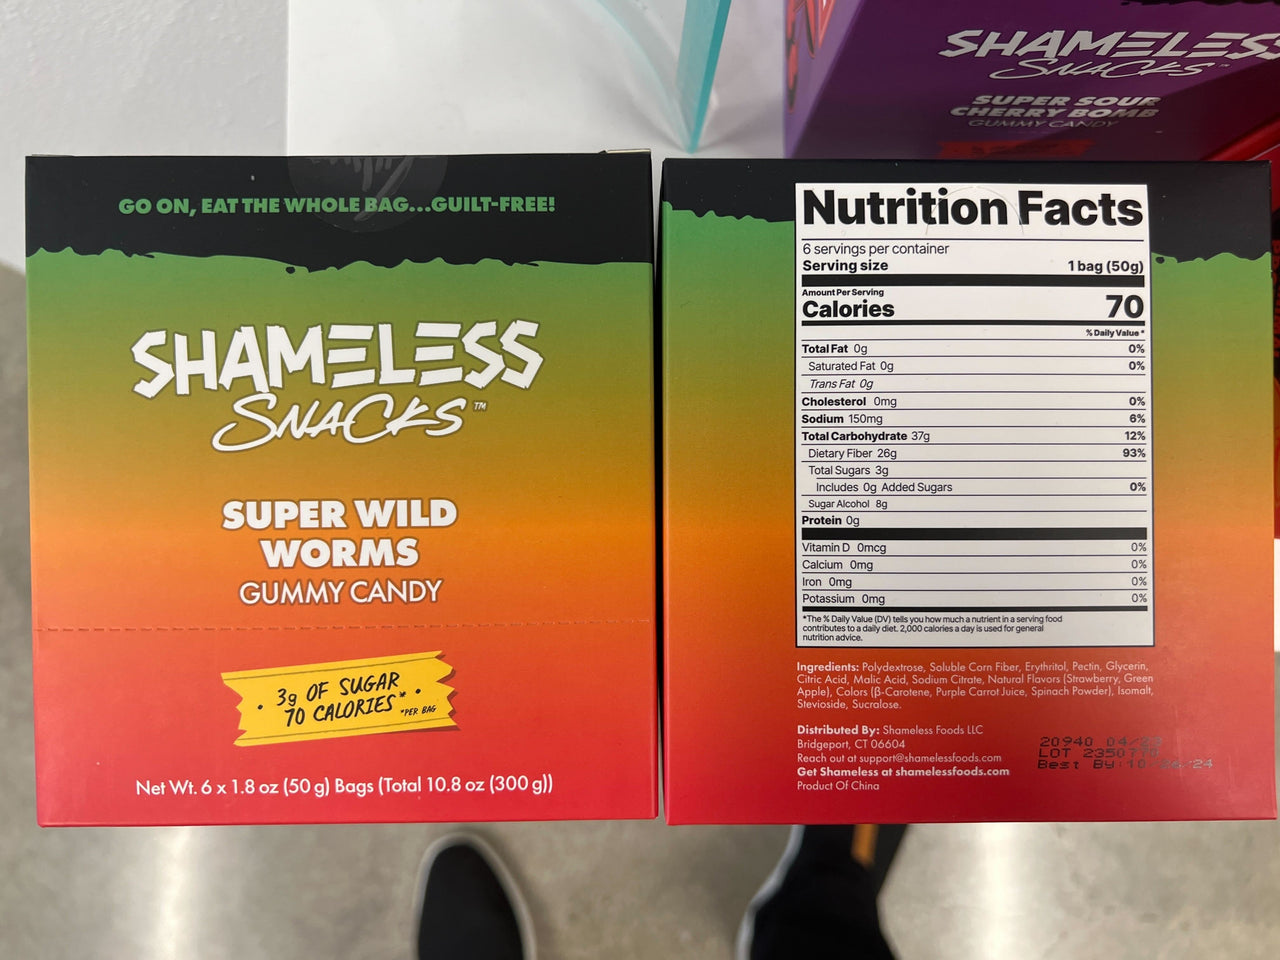 SHAMELESS
SNACKS™
SUPER SOUR
CHERRY BOMB
GUMMY CANDY
GO ON, EAT THE WHOLE BAG...GUILT-FREE!
SHAMELESS
SNACKS™
SUPER WILD
WORMS
GUMMY CANDY
3g OF SUGAR
70 CALORIES* *PER BAG
Net Wt. 6 x 1.8 oz (50 g) Bags (Total 10.8 oz (300 g))
Nutrition Facts
6 servings per container
Serving size 1 bag (50g)
Amount Per Serving
Calories 70
% Daily Value *
Total Fat 0g 0%
Saturated Fat 0g 0%
Trans Fat 0g
Cholesterol 0mg 0%
Sodium 150mg 6%
Total Carbohydrate 37g 12%
Dietary Fiber 26g 93%
Total Sugars 3g
Includes 0g Added Sugars 0%
Sugar Alcohol 8g
Protein 0g
Vitamin D 0mcg 0%
Calcium 0mg 0%
Iron 0mg 0%
Potassium 0mg 0%
*The % Daily Value (DV) tells you how much a nutrient in a serving food
contributes to a daily diet. 2,000 calories a day is used for general
nutrition advice.
Ingredients: Polydextrose, Soluble Corn Fiber, Erythritol, Pectin, Glycerin,
Citric Acid, Malic Acid, Sodium Citrate, Natural Flavors (Strawberry, Green
Apple), Colors (β-Carotene, Purple Carrot Juice, Spinach Powder), Isomalt,
Stevioside, Sucralose.
Distributed By: Shameless Foods LLC
Bridgeport, CT 06604
Reach out at support@shamelessfoods.com
Get Shameless at shamelessfoods.com
Product Of China
20940
LOT
Best By: